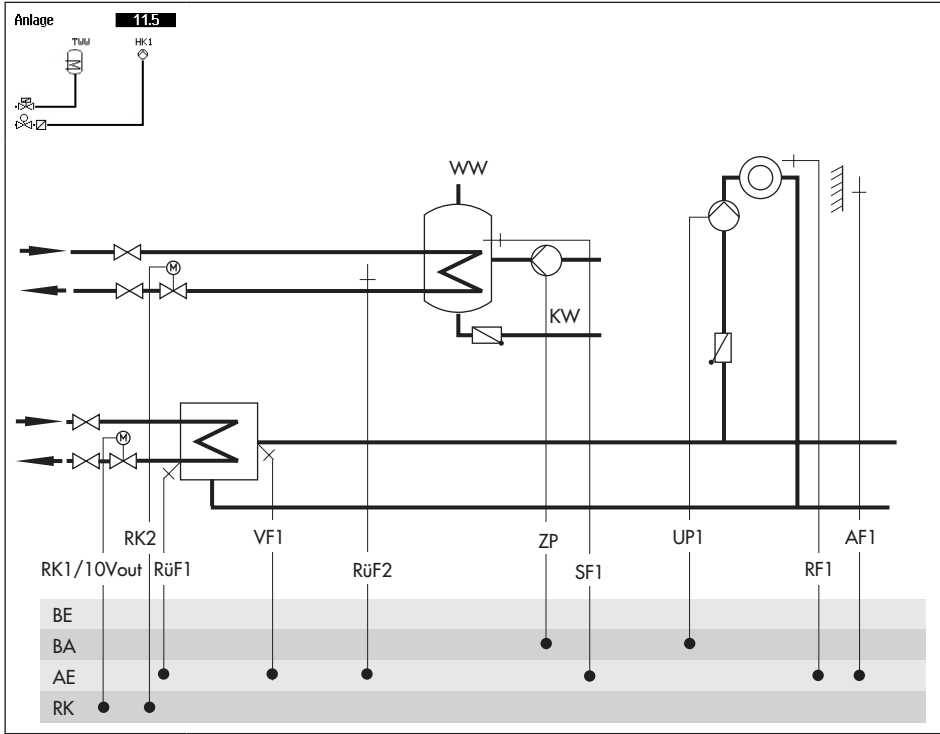 Anlage 11.5
TWW HK1
WW
M
KW
M
RK2 VF1 ZP UP1 AF1
RK1/10Vout RüF1 RüF2 SF1 RF1
BE
BA
AE
RK